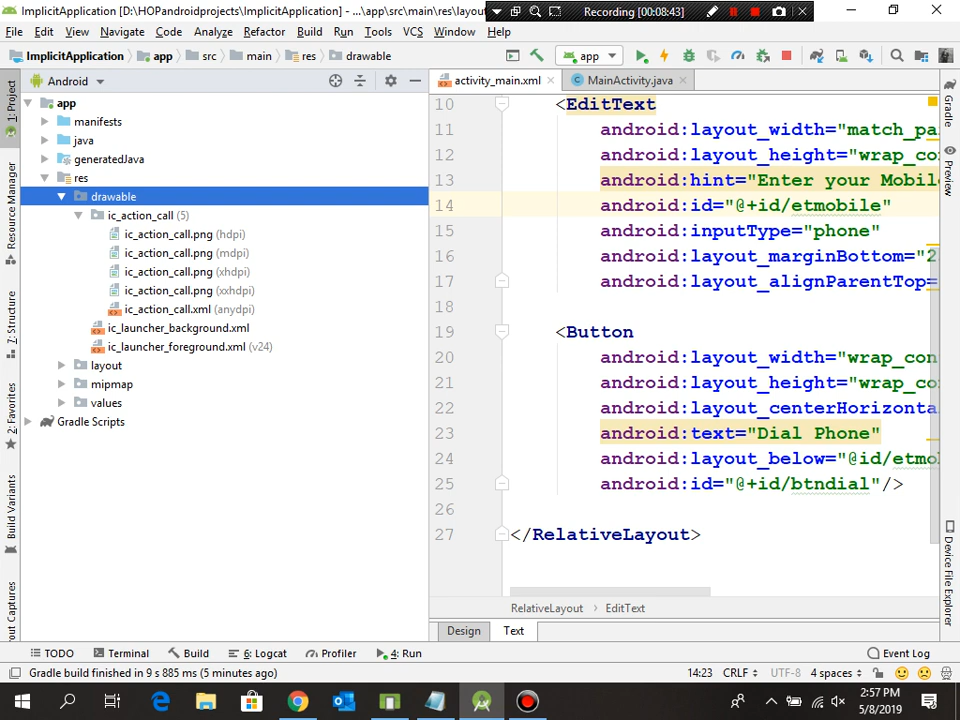 ImplicitApplication [D:\HOPandroidprojects\ImplicitApplication] - ...\app\src\main\res\layou
Recording [00:08:43]
File Edit View Navigate Code Analyze Refactor Build Run Tools VCS Window Help
ImplicitApplication app src main res drawable
app
Android
activity_main.xml
MainActivity.java
1: Project
Resource Manager
Z: Structure
2: Favorites
Build Variants
out Captures
app
manifests
java
generatedJava
res
drawable
ic_action_call (5)
ic_action_call.png (hdpi)
ic_action_call.png (mdpi)
ic_action_call.png (xhdpi)
ic_action_call.png (xxhdpi)
ic_action_call.xml (anydpi)
ic_launcher_background.xml
ic_launcher_foreground.xml (v24)
layout
mipmap
values
Gradle Scripts
10 <EditText
11 android:layout_width="match_pa
12 android:layout_height="wrap_co
13 android:hint="Enter your Mobil
14 android:id="@+id/etmobile"
15 android:inputType="phone"
16 android:layout_marginBottom="2
17 android:layout_alignParentTop=
18
19 <Button
20 android:layout_width="wrap_con
21 android:layout_height="wrap_co
22 android:layout_centerHorizonta
23 android:text="Dial Phone"
24 android:layout_below="@id/etmo
25 android:id="@+id/btndial"/>
26
27 </RelativeLayout>
RelativeLayout EditText
Design Text
Gradle
Preview
Device File Explorer
TODO Terminal Build 6: Logcat Profiler 4: Run Event Log
Gradle build finished in 9 s 885 ms (5 minutes ago)
14:23 CRLF UTF-8 4 spaces
2:57 PM
5/8/2019